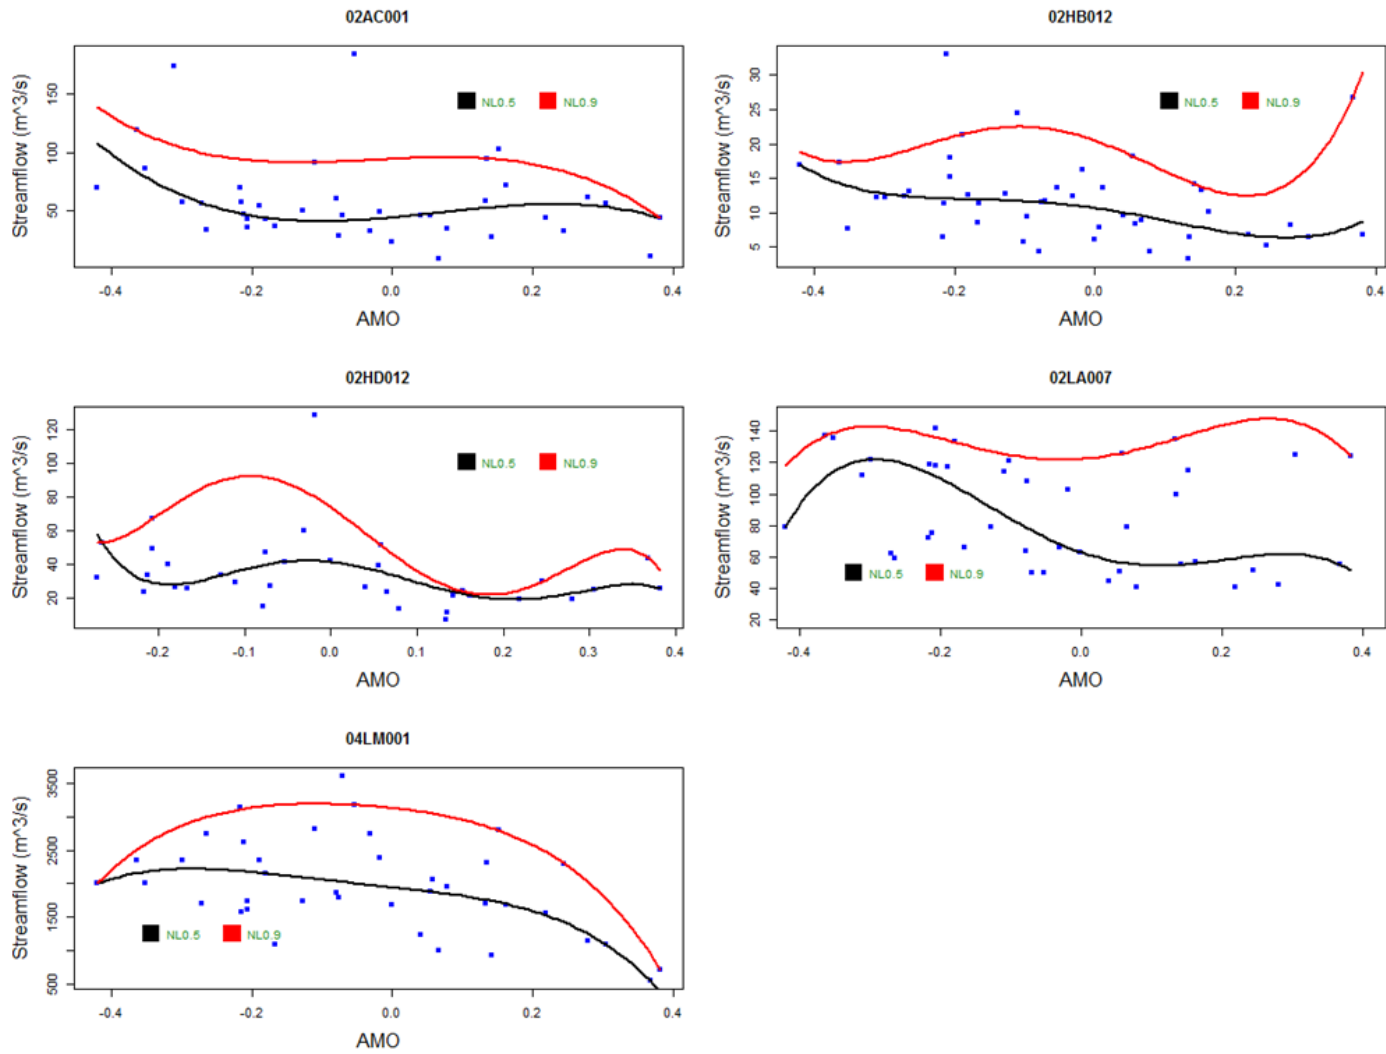 02AC001
Streamflow (m^3/s)
150
100
50
NL0.5 NL0.9
-0.4 -0.2 0.0 0.2 0.4
AMO
02HB012
Streamflow (m^3/s)
30
25
20
15
10
5
NL0.5 NL0.9
-0.4 -0.2 0.0 0.2 0.4
AMO
02HD012
Streamflow (m^3/s)
120
100
80
60
40
20
NL0.5 NL0.9
-0.2 -0.1 0.0 0.1 0.2 0.3 0.4
AMO
02LA007
Streamflow (m^3/s)
140
120
100
80
60
40
20
NL0.5 NL0.9
-0.4 -0.2 0.0 0.2 0.4
AMO
04LM001
Streamflow (m^3/s)
3500
2500
1500
500
NL0.5 NL0.9
-0.4 -0.2 0.0 0.2 0.4
AMO